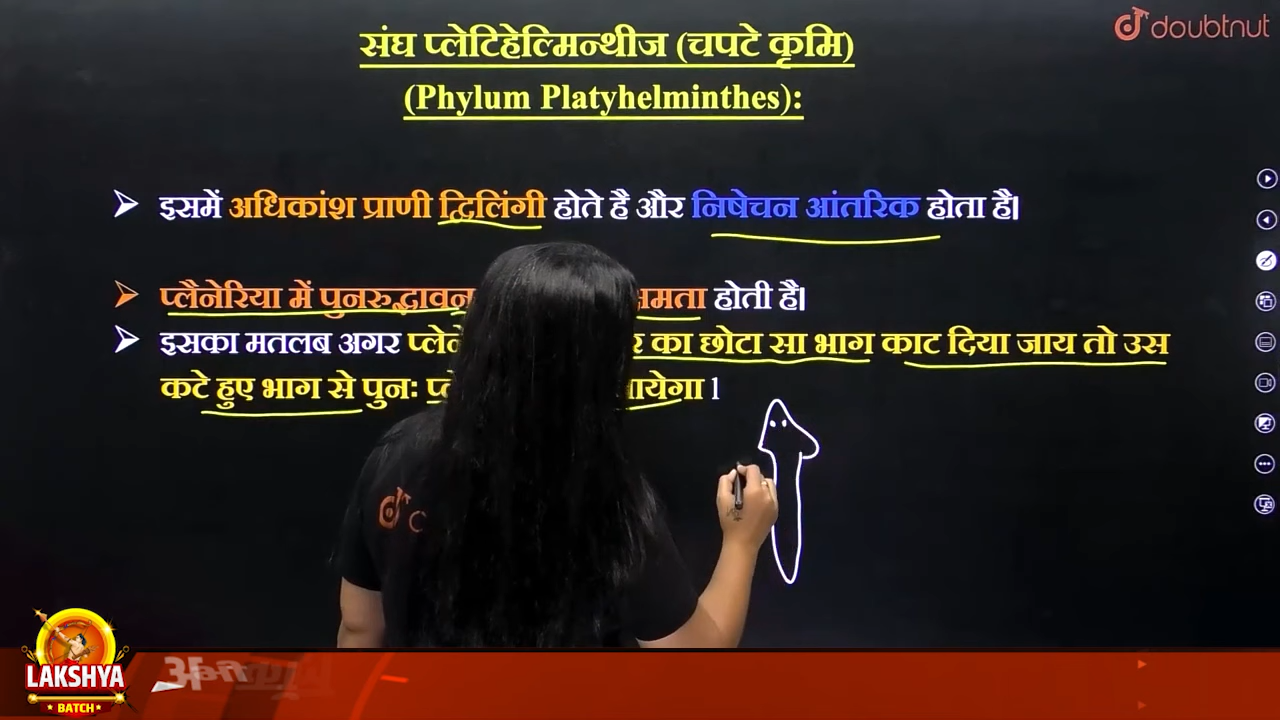 संघ प्लेटिहेल्मिन्थीज (चपटे कृमि)
doubtnut
(Phylum Platyhelminthes):
इसमें अधिकांश प्राणी द्विलिंगी होते है और निषेचन आंतरिक होता है।
प्लैनेरिया में पुनरुद्भावन क्षमता होती है।
इसका मतलब अगर का छोटा सा भाग काट दिया जाय तो उस
कटे हुए भाग से पुनः
LAKSHYA
BATCH